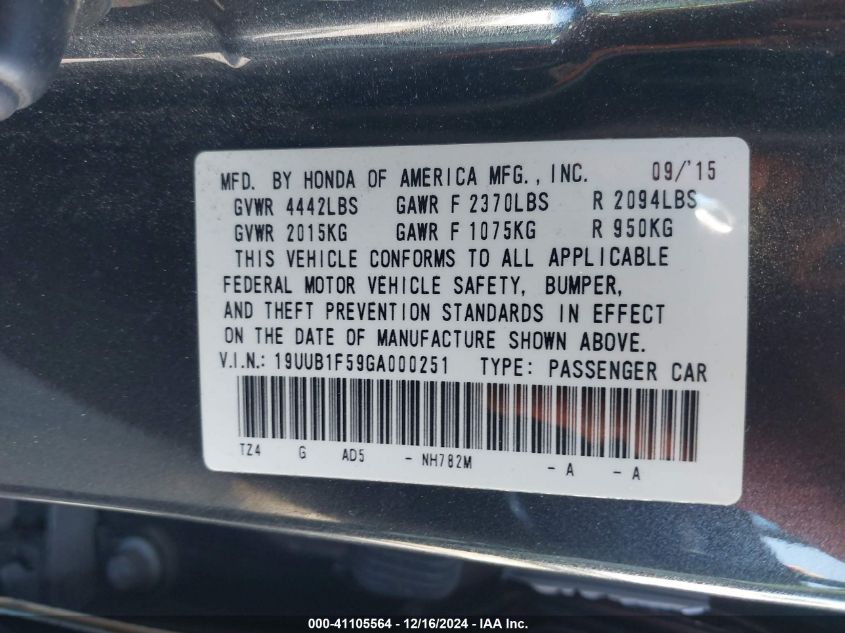 MFD. BY HONDA OF AMERICA MFG., INC. 09/'15
GVWR 4442LBS GAWR F 2370LBS R 2094LBS
GVWR 2015KG GAWR F 1075KG R 950KG
THIS VEHICLE CONFORMS TO ALL APPLICABLE
FEDERAL MOTOR VEHICLE SAFETY, BUMPER,
AND THEFT PREVENTION STANDARDS IN EFFECT
ON THE DATE OF MANUFACTURE SHOWN ABOVE.
V.I.N.: 19UUB1F59GA000251 TYPE: PASSENGER CAR
TZ4 G AD5 - NH782M - A - A
000-41105564 - 12/16/2024 - IAA Inc.